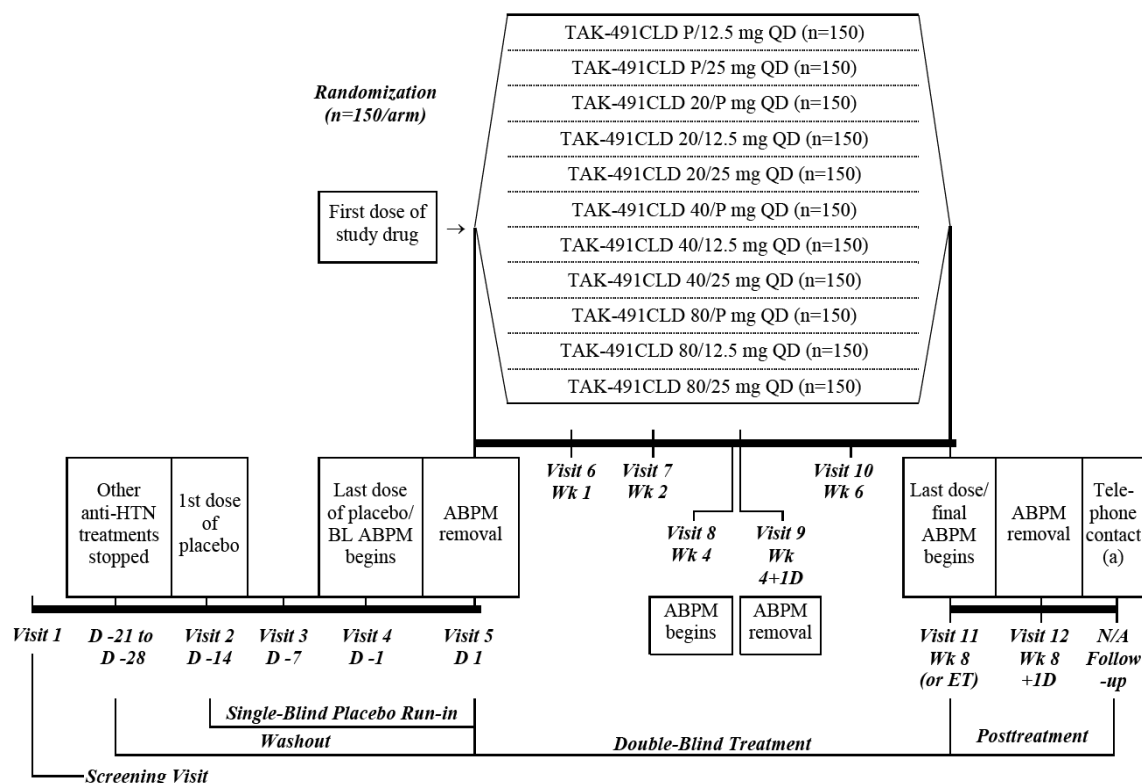 TAK-491CLD P/12.5 mg QD (n=150)
TAK-491CLD P/25 mg QD (n=150)
Randomization
(n=150/arm)
TAK-491CLD 20/P mg QD (n=150)
TAK-491CLD 20/12.5 mg QD (n=150)
TAK-491CLD 20/25 mg QD (n=150)
First dose of
study drug
→
TAK-491CLD 40/P mg QD (n=150)
TAK-491CLD 40/12.5 mg QD (n=150)
TAK-491CLD 40/25 mg QD (n=150)
TAK-491CLD 80/P mg QD (n=150)
TAK-491CLD 80/12.5 mg QD (n=150)
TAK-491CLD 80/25 mg QD (n=150)
Other
anti-HTN
treatments
stopped
1st dose
of
placebo
Last dose
of placebo/
BL ABPM
begins
ABPM
removal
Visit 6
Wk 1
Visit 7
Wk 2
Visit 8
Wk 4
Visit 9
Wk
4+1D
Visit 10
Wk 6
ABPM
begins
ABPM
removal
Last dose/
final
ABPM
begins
ABPM
removal
Tele-
phone
contact
(a)
Visit 1
D -21 to
D -28
Visit 2
D -14
Visit 3
D -7
Visit 4
D -1
Visit 5
D 1
Visit 11
Wk 8
(or ET)
Visit 12
Wk 8
+1D
N/A
Follow
-up
Single-Blind Placebo Run-in
Washout
Double-Blind Treatment
Posttreatment
Screening Visit